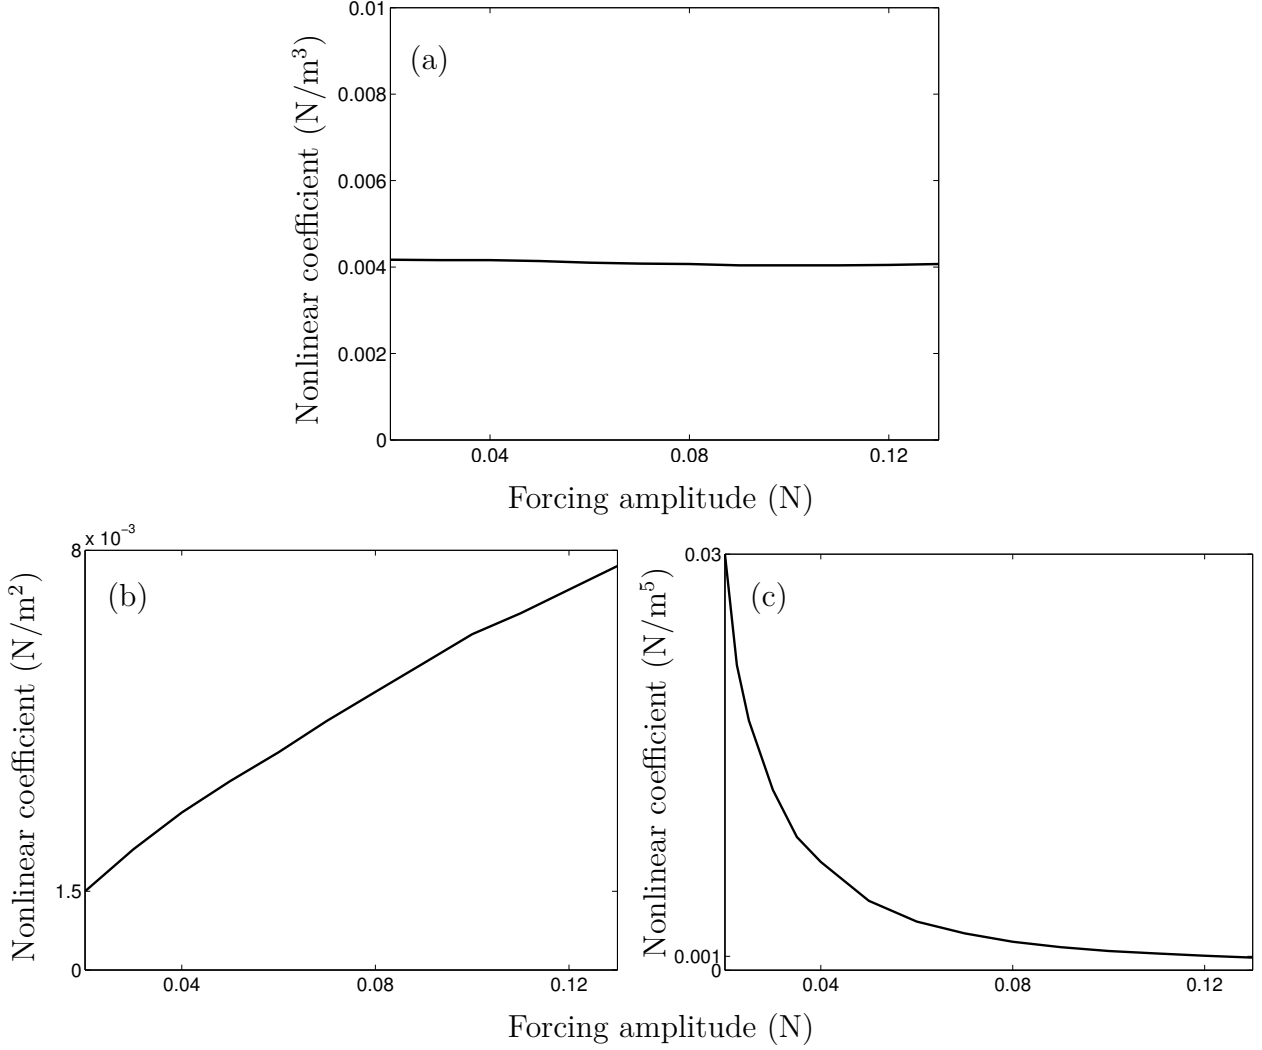 0.01
(a)
0.008
0.006
0.004
0.002
0
Nonlinear coefficient (N/m³)
0.04 0.08 0.12
Forcing amplitude (N)
8 x 10⁻³
(b)
1.5
0
Nonlinear coefficient (N/m²)
0.04 0.08 0.12
0.03
(c)
0.001
0
Nonlinear coefficient (N/m⁵)
0.04 0.08 0.12
Forcing amplitude (N)